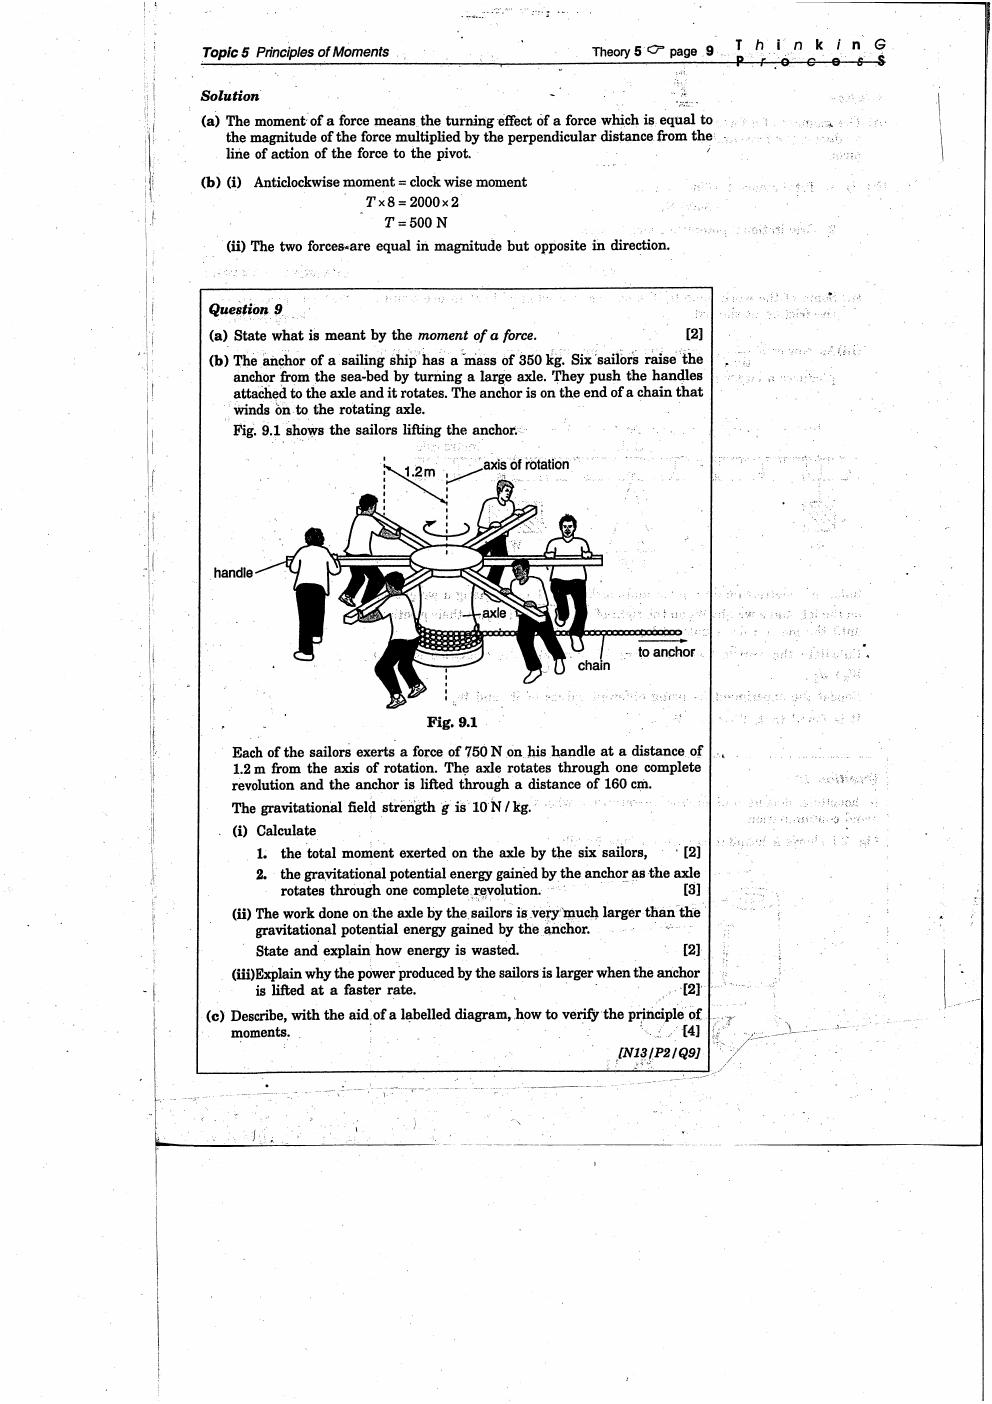 Topic 5 Principles of Moments
Theory 5 ☞ page 9
T h i n k i n G
P r o c e s S
Solution
(a) The moment of a force means the turning effect of a force which is equal to
the magnitude of the force multiplied by the perpendicular distance from the
line of action of the force to the pivot.
(b) (i) Anticlockwise moment = clock wise moment
T × 8 = 2000 × 2
T = 500 N
(ii) The two forces are equal in magnitude but opposite in direction.
Question 9
(a) State what is meant by the moment of a force. [2]
(b) The anchor of a sailing ship has a mass of 350 kg. Six sailors raise the
anchor from the sea-bed by turning a large axle. They push the handles
attached to the axle and it rotates. The anchor is on the end of a chain that
winds on to the rotating axle.
Fig. 9.1 shows the sailors lifting the anchor.
1.2 m
axis of rotation
handle
axle
to anchor
chain
Fig. 9.1
Each of the sailors exerts a force of 750 N on his handle at a distance of
1.2 m from the axis of rotation. The axle rotates through one complete
revolution and the anchor is lifted through a distance of 160 cm.
The gravitational field strength g is 10 N / kg.
(i) Calculate
1. the total moment exerted on the axle by the six sailors, [2]
2. the gravitational potential energy gained by the anchor as the axle
rotates through one complete revolution. [3]
(ii) The work done on the axle by the sailors is very much larger than the
gravitational potential energy gained by the anchor.
State and explain how energy is wasted. [2]
(iii)Explain why the power produced by the sailors is larger when the anchor
is lifted at a faster rate. [2]
(c) Describe, with the aid of a labelled diagram, how to verify the principle of
moments. [4]
[N13/P2/Q9]